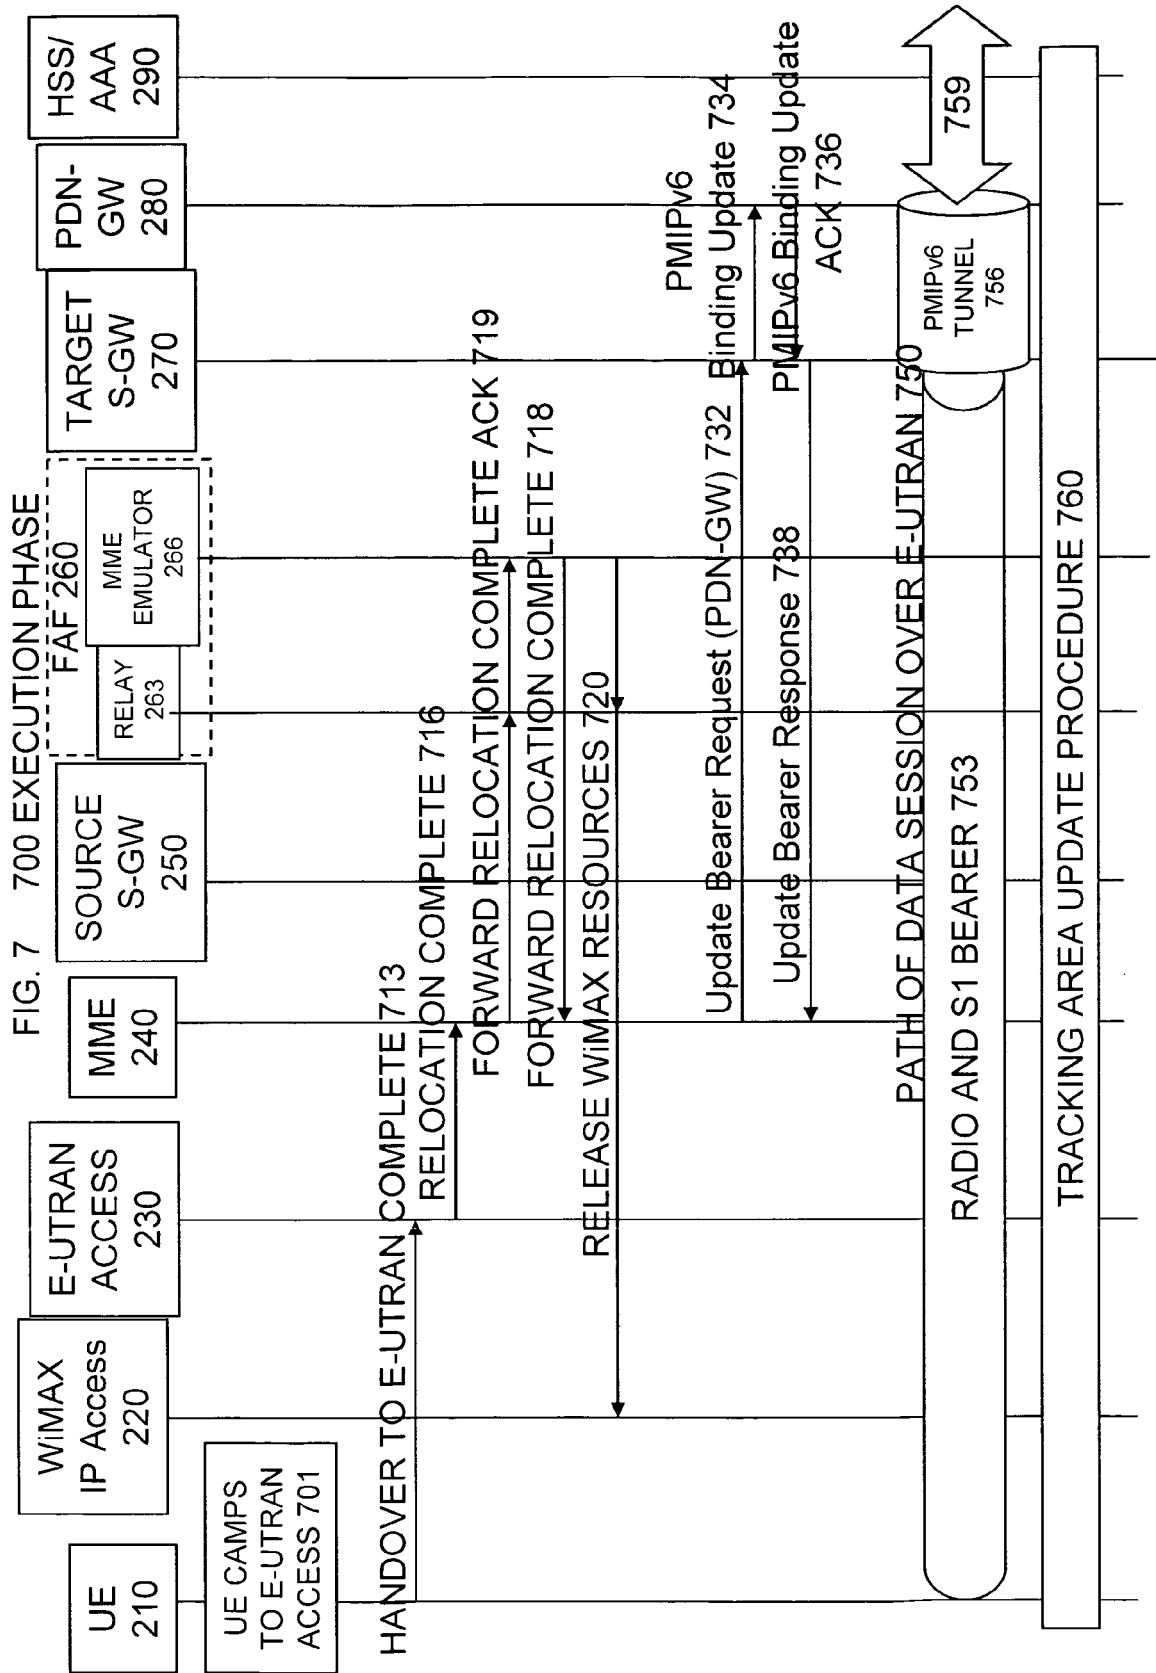 FIG. 7 700 EXECUTION PHASE
UE
210
WiMAX
IP Access
220
E-UTRAN
ACCESS
230
MME
240
SOURCE
S-GW
250
FAF 260
RELAY
263
MME
EMULATOR
266
TARGET
S-GW
270
PDN-
GW
280
HSS/
AAA
290
UE CAMPS
TO E-UTRAN
ACCESS 701
HANDOVER TO E-UTRAN COMPLETE 713
RELOCATION COMPLETE 716
FORWARD RELOCATION COMPLETE ACK 719
FORWARD RELOCATION COMPLETE 718
RELEASE WiMAX RESOURCES 720
Update Bearer Request (PDN-GW) 732
PMIPv6
Binding Update 734
PMIPv6 Binding Update
ACK 736
Update Bearer Response 738
PATH OF DATA SESSION OVER E-UTRAN 750
RADIO AND S1 BEARER 753
PMIPv6
TUNNEL
756
759
TRACKING AREA UPDATE PROCEDURE 760